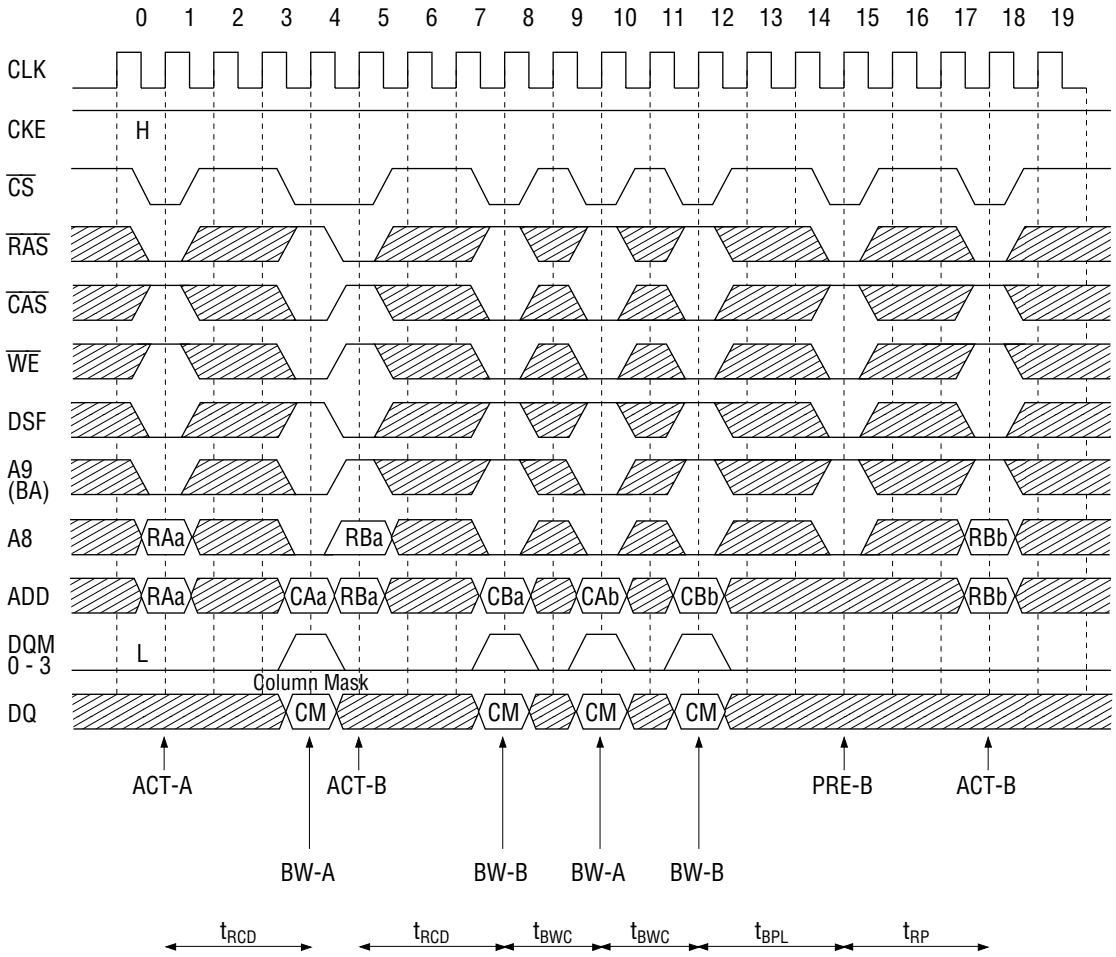 0 1 2 3 4 5 6 7 8 9 10 11 12 13 14 15 16 17 18 19
CLK
CKE H
CS
RAS
CAS
WE
DSF
A9
(BA)
A8 RAa RBa RBb
ADD RAa CAa RBa CBa CAb CBb RBb
DQM
0 - 3 L
Column Mask
DQ CM CM CM CM
ACT-A ACT-B PRE-B ACT-B
BW-A BW-B BW-A BW-B
tRCD tRCD tBWC tBWC tBPL tRP